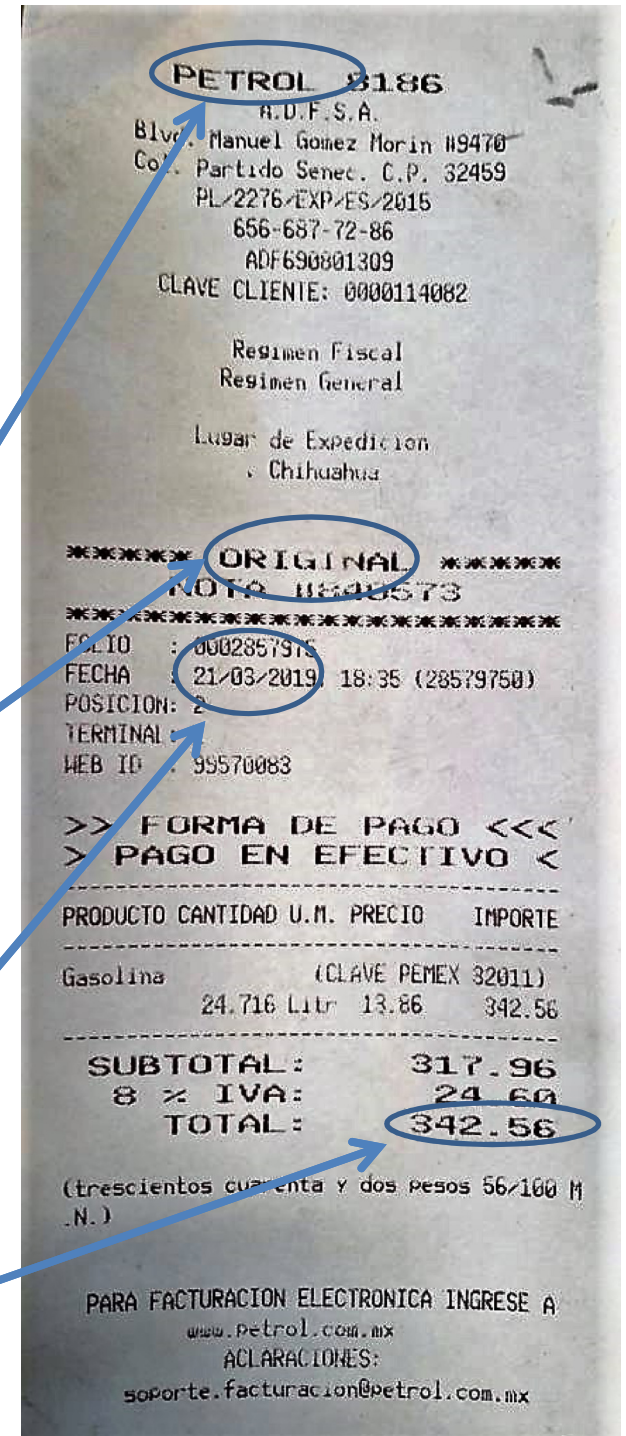 PETROL 8186
A.D.F.S.A.
Blvd. Manuel Gomez Morin #9470
Col. Partido Senec. C.P. 32459
PL/2276/EXP/ES/2015
656-687-72-86
ADF690801309
CLAVE CLIENTE: 0000114082
Regimen Fiscal
Regimen General
Lugar de Expedicion
, Chihuahua
***** ORIGINAL *****
NOTA
********************
FOLIO :
FECHA : 21/03/2019, 18:35 (28579750)
POSICION: 2
TERMINAL:
WEB ID : 99570083
>> FORMA DE PAGO <<<
> PAGO EN EFECTIVO <
--------------------------------
PRODUCTO CANTIDAD U.M. PRECIO IMPORTE
--------------------------------
Gasolina (CLAVE PEMEX 32011)
24.716 Litr 13.86 342.56
--------------------------------
SUBTOTAL: 317.96
8 % IVA: 24.60
TOTAL: 342.56
(trescientos cuarenta y dos pesos 56/100 M
.N.)
PARA FACTURACION ELECTRONICA INGRESE A
www.petrol.com.mx
ACLARACIONES:
soporte.facturacion@petrol.com.mx